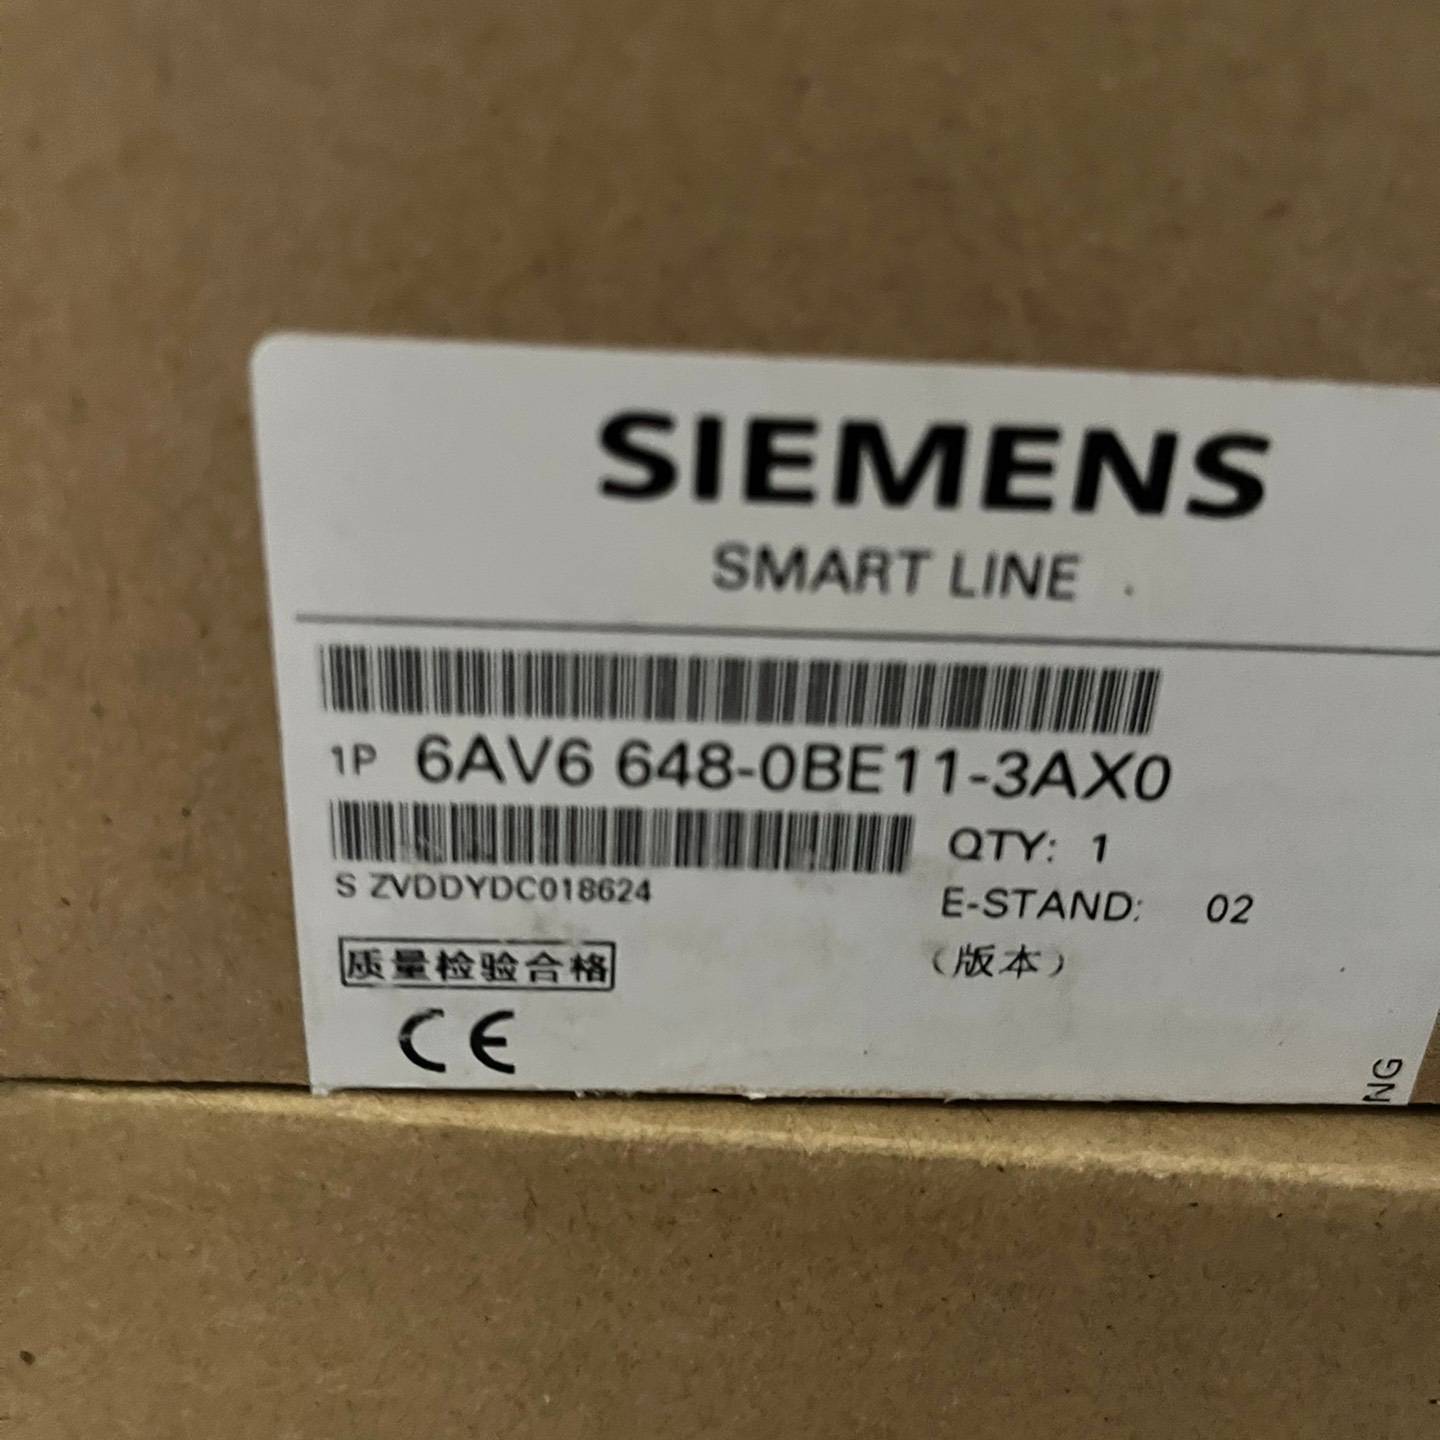 SIEMENS
SMART LINE
1P 6AV6 648-0BE11-3AX0
QTY: 1
S ZVDDYDC018624
E-STAND: 02
质量检验合格
（版本）
CE
NG